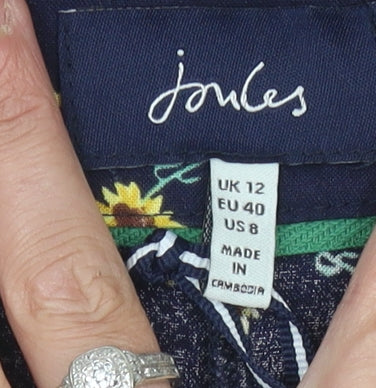 Joules
UK 12
EU 40
US 8
MADE
IN
CAMBODIA